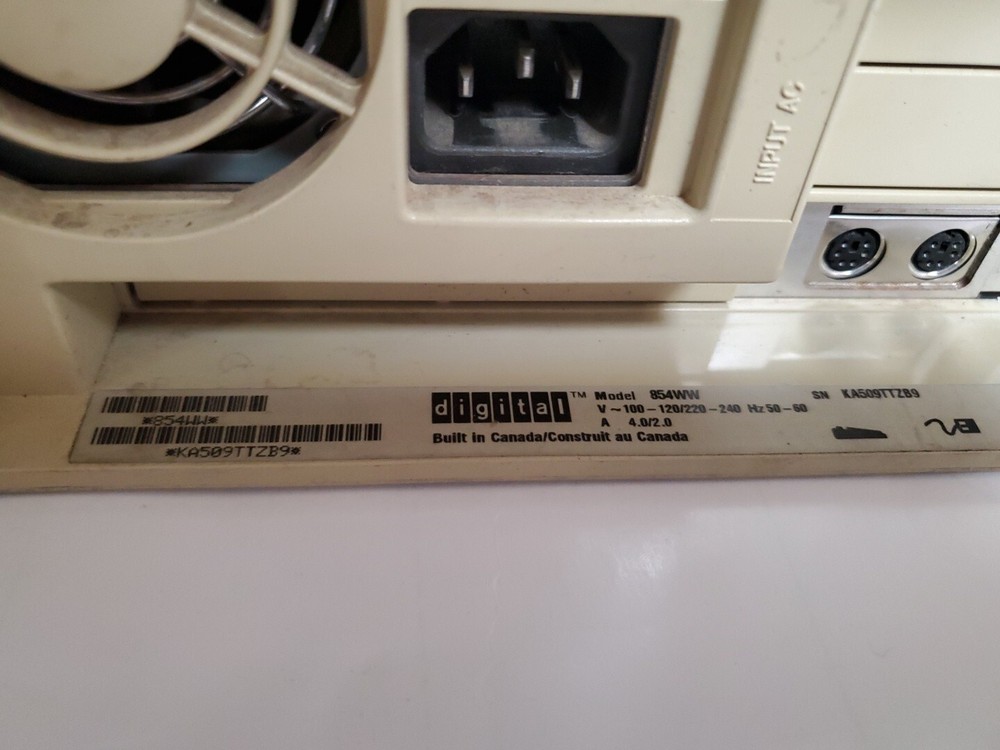 INPUT AC
*854WW*
*KA509TTZB9*
digital™
Model 854WW
V ~ 100 – 120/220 – 240 Hz 50 – 60
A 4.0/2.0
Built in Canada/Construit au Canada
SN KA509TTZB9